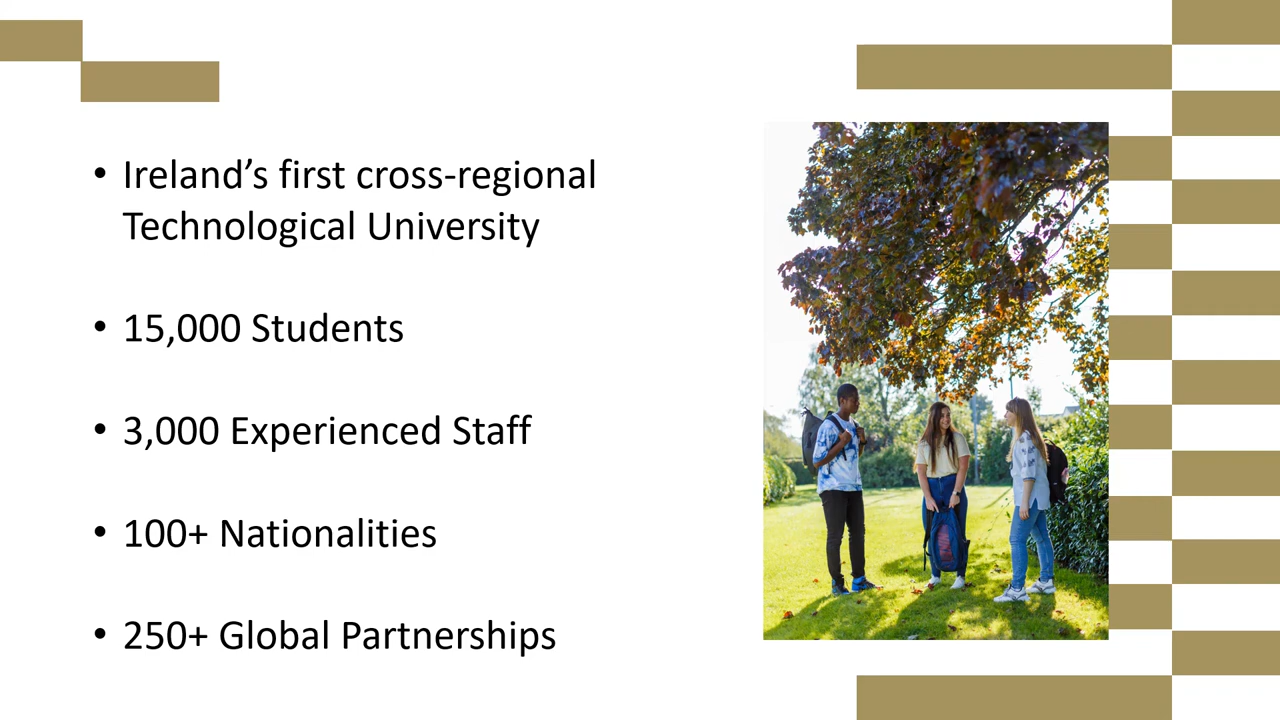 • Ireland’s first cross-regional
Technological University
• 15,000 Students
• 3,000 Experienced Staff
• 100+ Nationalities
• 250+ Global Partnerships